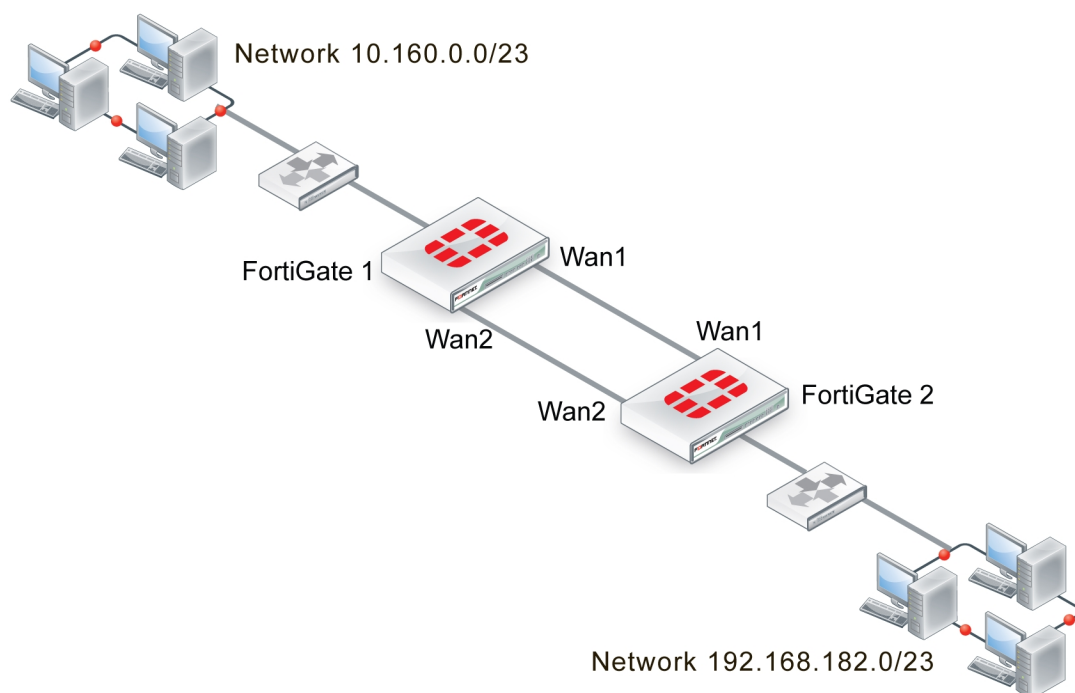 Network 10.160.0.0/23
FortiGate 1
Wan1
Wan2
Wan1
Wan2
FortiGate 2
Network 192.168.182.0/23